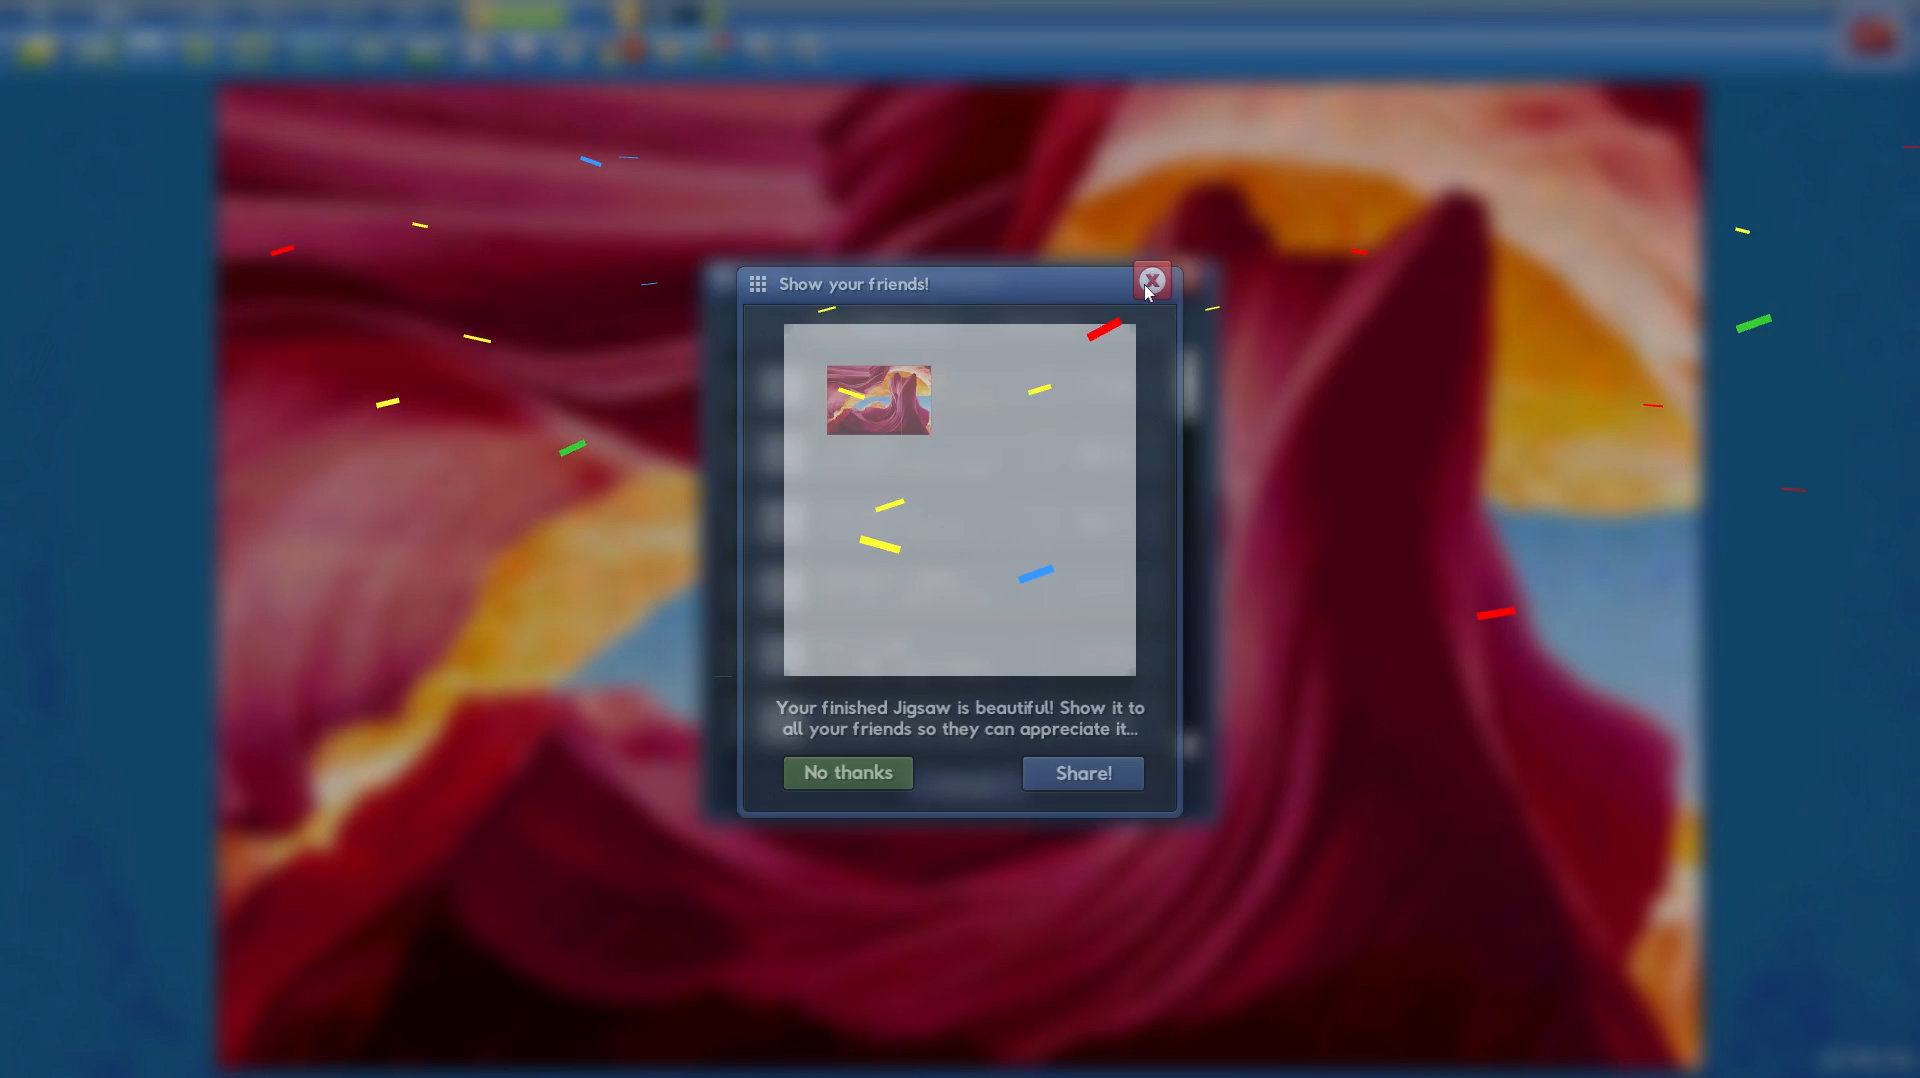 Show your friends!
Your finished Jigsaw is beautiful! Show it to
all your friends so they can appreciate it...
No thanks
Share!